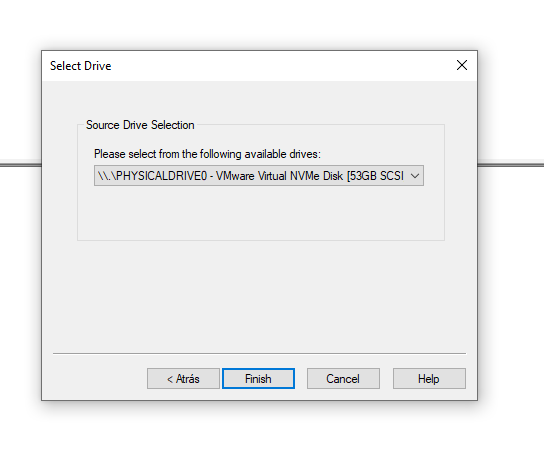 Select Drive
Source Drive Selection
Please select from the following available drives:
\\.\PHYSICALDRIVE0 - VMware Virtual NVMe Disk [53GB SCSI
< Atrás
Finish
Cancel
Help